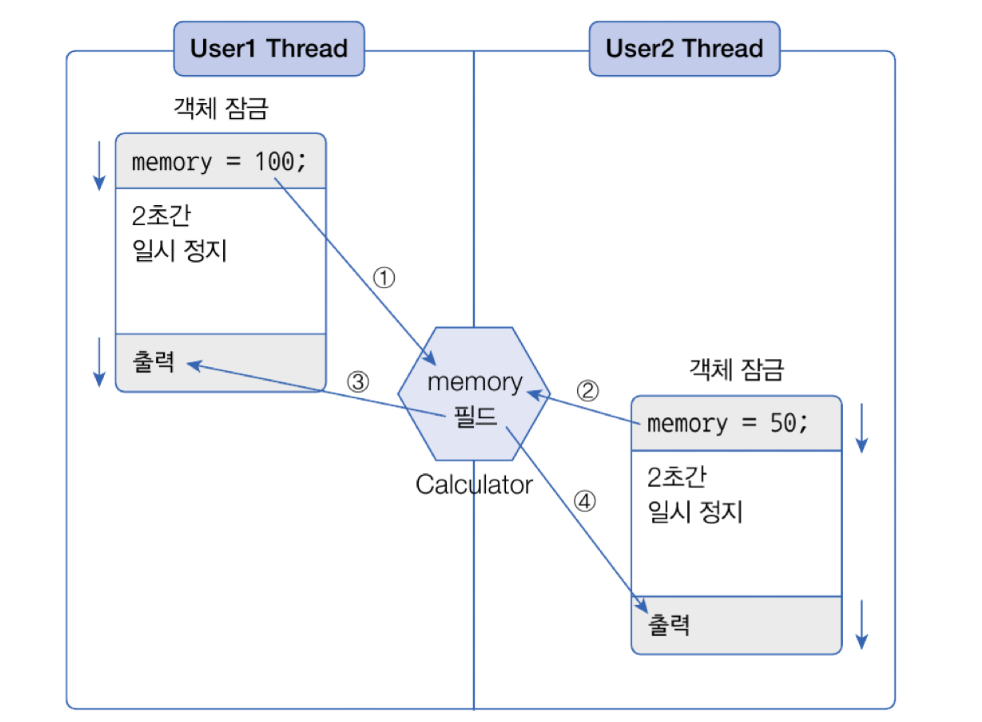 User1 Thread
User2 Thread
객체 잠금
memory = 100;
2초간
일시 정지
출력
①
③
memory
필드
Calculator
②
④
객체 잠금
memory = 50;
2초간
일시 정지
출력